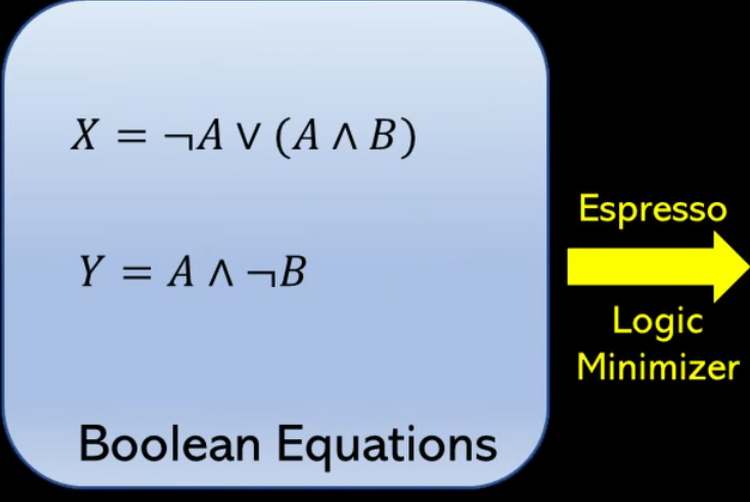 X = ¬A ∨ (A ∧ B)
Y = A ∧ ¬B
Boolean Equations
Espresso
Logic
Minimizer